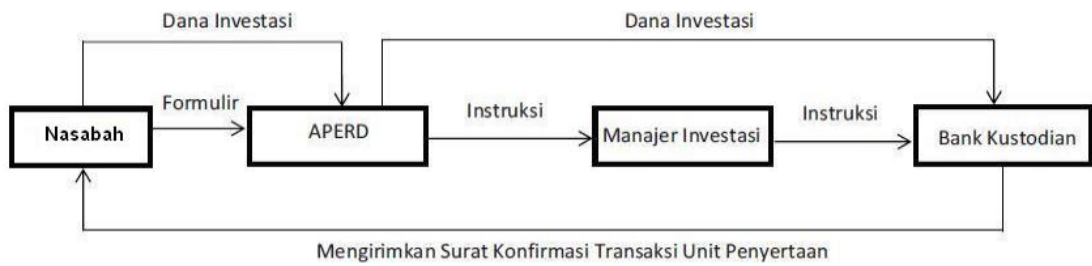 Dana Investasi
Dana Investasi
Formulir
Instruksi
Instruksi
Nasabah
APERD
Manajer Investasi
Bank Kustodian
Mengirimkan Surat Konfirmasi Transaksi Unit Penyertaan